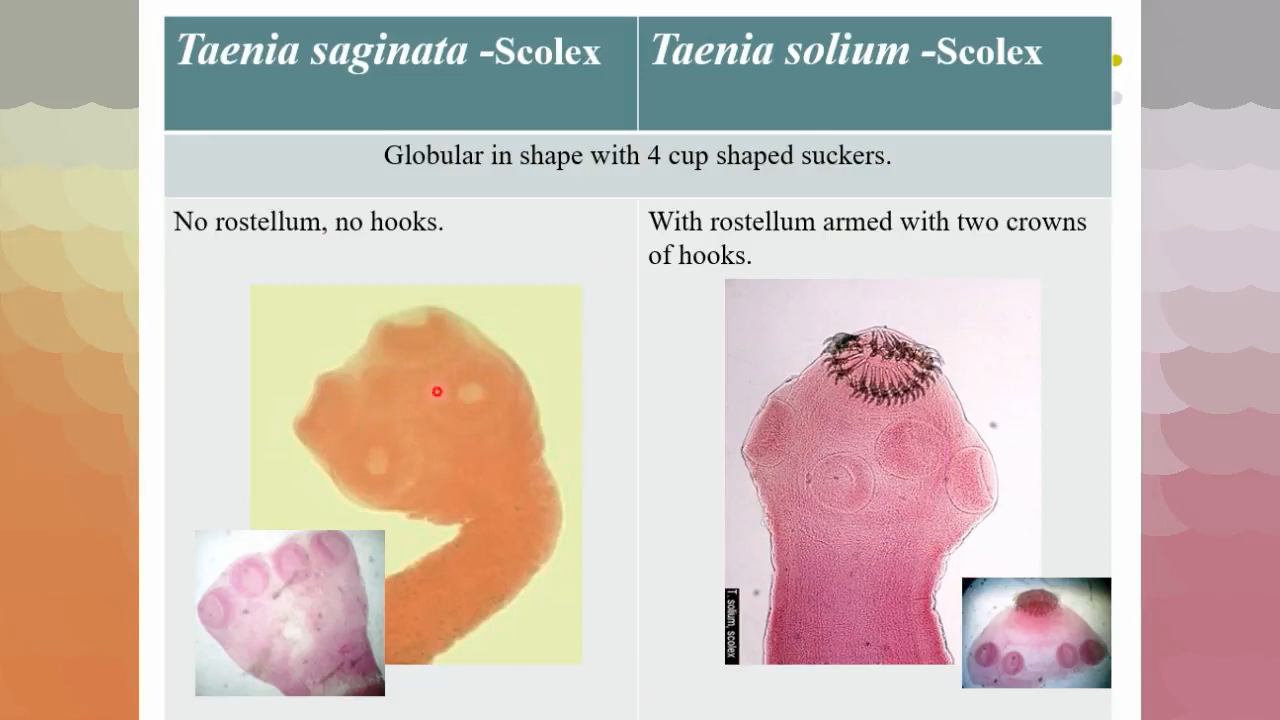 Taenia saginata -Scolex
Taenia solium -Scolex
Globular in shape with 4 cup shaped suckers.
No rostellum, no hooks.
With rostellum armed with two crowns
of hooks.
T. solium, scolex